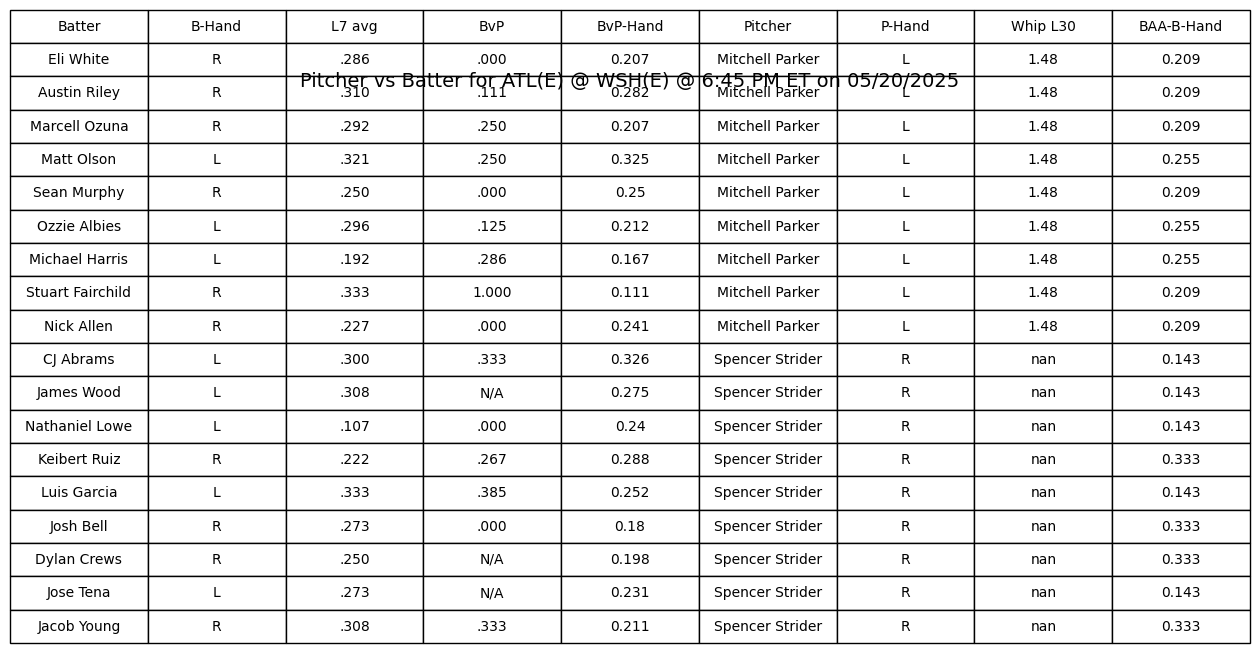 Batter B-Hand L7 avg BvP BvP-Hand Pitcher P-Hand Whip L30 BAA-B-Hand
Eli White R .286 .000 0.207 Mitchell Parker L 1.48 0.209
Pitcher vs Batter for ATL(E) @ WSH(E) @ 6:45 PM ET on 05/20/2025
Austin Riley R .310 .111 0.282 Mitchell Parker L 1.48 0.209
Marcell Ozuna R .292 .250 0.207 Mitchell Parker L 1.48 0.209
Matt Olson L .321 .250 0.325 Mitchell Parker L 1.48 0.255
Sean Murphy R .250 .000 0.25 Mitchell Parker L 1.48 0.209
Ozzie Albies L .296 .125 0.212 Mitchell Parker L 1.48 0.255
Michael Harris L .192 .286 0.167 Mitchell Parker L 1.48 0.255
Stuart Fairchild R .333 1.000 0.111 Mitchell Parker L 1.48 0.209
Nick Allen R .227 .000 0.241 Mitchell Parker L 1.48 0.209
CJ Abrams L .300 .333 0.326 Spencer Strider R nan 0.143
James Wood L .308 N/A 0.275 Spencer Strider R nan 0.143
Nathaniel Lowe L .107 .000 0.24 Spencer Strider R nan 0.143
Keibert Ruiz R .222 .267 0.288 Spencer Strider R nan 0.333
Luis Garcia L .333 .385 0.252 Spencer Strider R nan 0.143
Josh Bell R .273 .000 0.18 Spencer Strider R nan 0.333
Dylan Crews R .250 N/A 0.198 Spencer Strider R nan 0.333
Jose Tena L .273 N/A 0.231 Spencer Strider R nan 0.143
Jacob Young R .308 .333 0.211 Spencer Strider R nan 0.333